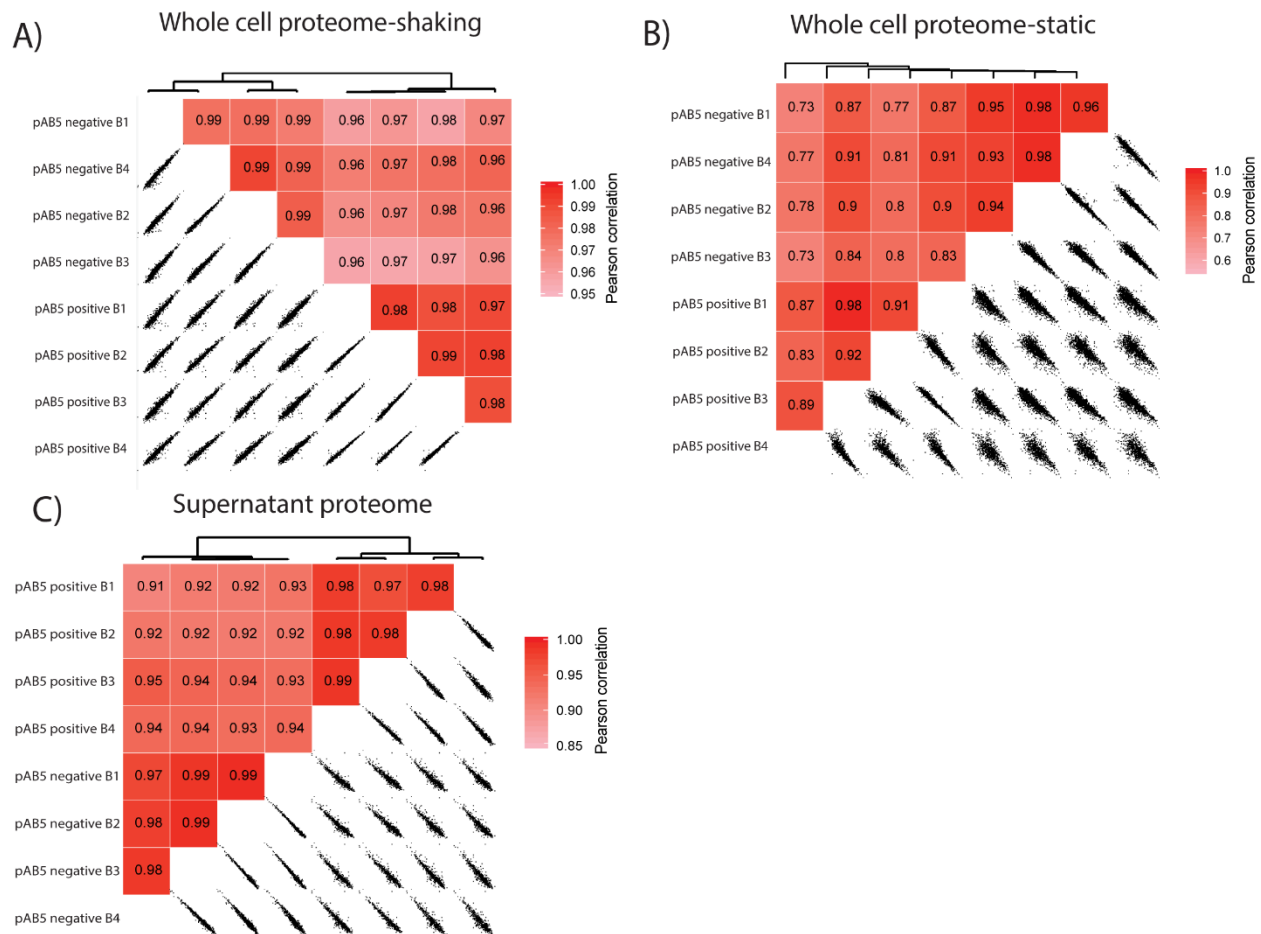 A)
Whole cell proteome-shaking
pAB5 negative B1
0.99 0.99 0.99 0.96 0.97 0.98 0.97
pAB5 negative B4
0.99 0.99 0.96 0.97 0.98 0.96
pAB5 negative B2
0.99 0.96 0.97 0.98 0.96
pAB5 negative B3
0.96 0.97 0.97 0.96
pAB5 positive B1
0.98 0.98 0.97
pAB5 positive B2
0.99 0.98
pAB5 positive B3
0.98
pAB5 positive B4
1.00
0.99
0.98
0.97
0.96
0.95
Pearson correlation
B)
Whole cell proteome-static
pAB5 negative B1
0.73 0.87 0.77 0.87 0.95 0.98 0.96
pAB5 negative B4
0.77 0.91 0.81 0.91 0.93 0.98
pAB5 negative B2
0.78 0.9 0.8 0.9 0.94
pAB5 negative B3
0.73 0.84 0.8 0.83
pAB5 positive B1
0.87 0.98 0.91
pAB5 positive B2
0.83 0.92
pAB5 positive B3
0.89
pAB5 positive B4
1.0
0.9
0.8
0.7
0.6
Pearson correlation
C)
Supernatant proteome
pAB5 positive B1
0.91 0.92 0.92 0.93 0.98 0.97 0.98
pAB5 positive B2
0.92 0.92 0.92 0.92 0.98 0.98
pAB5 positive B3
0.95 0.94 0.94 0.93 0.99
pAB5 positive B4
0.94 0.94 0.93 0.94
pAB5 negative B1
0.97 0.99 0.99
pAB5 negative B2
0.98 0.99
pAB5 negative B3
0.98
pAB5 negative B4
1.00
0.95
0.90
0.85
Pearson correlation